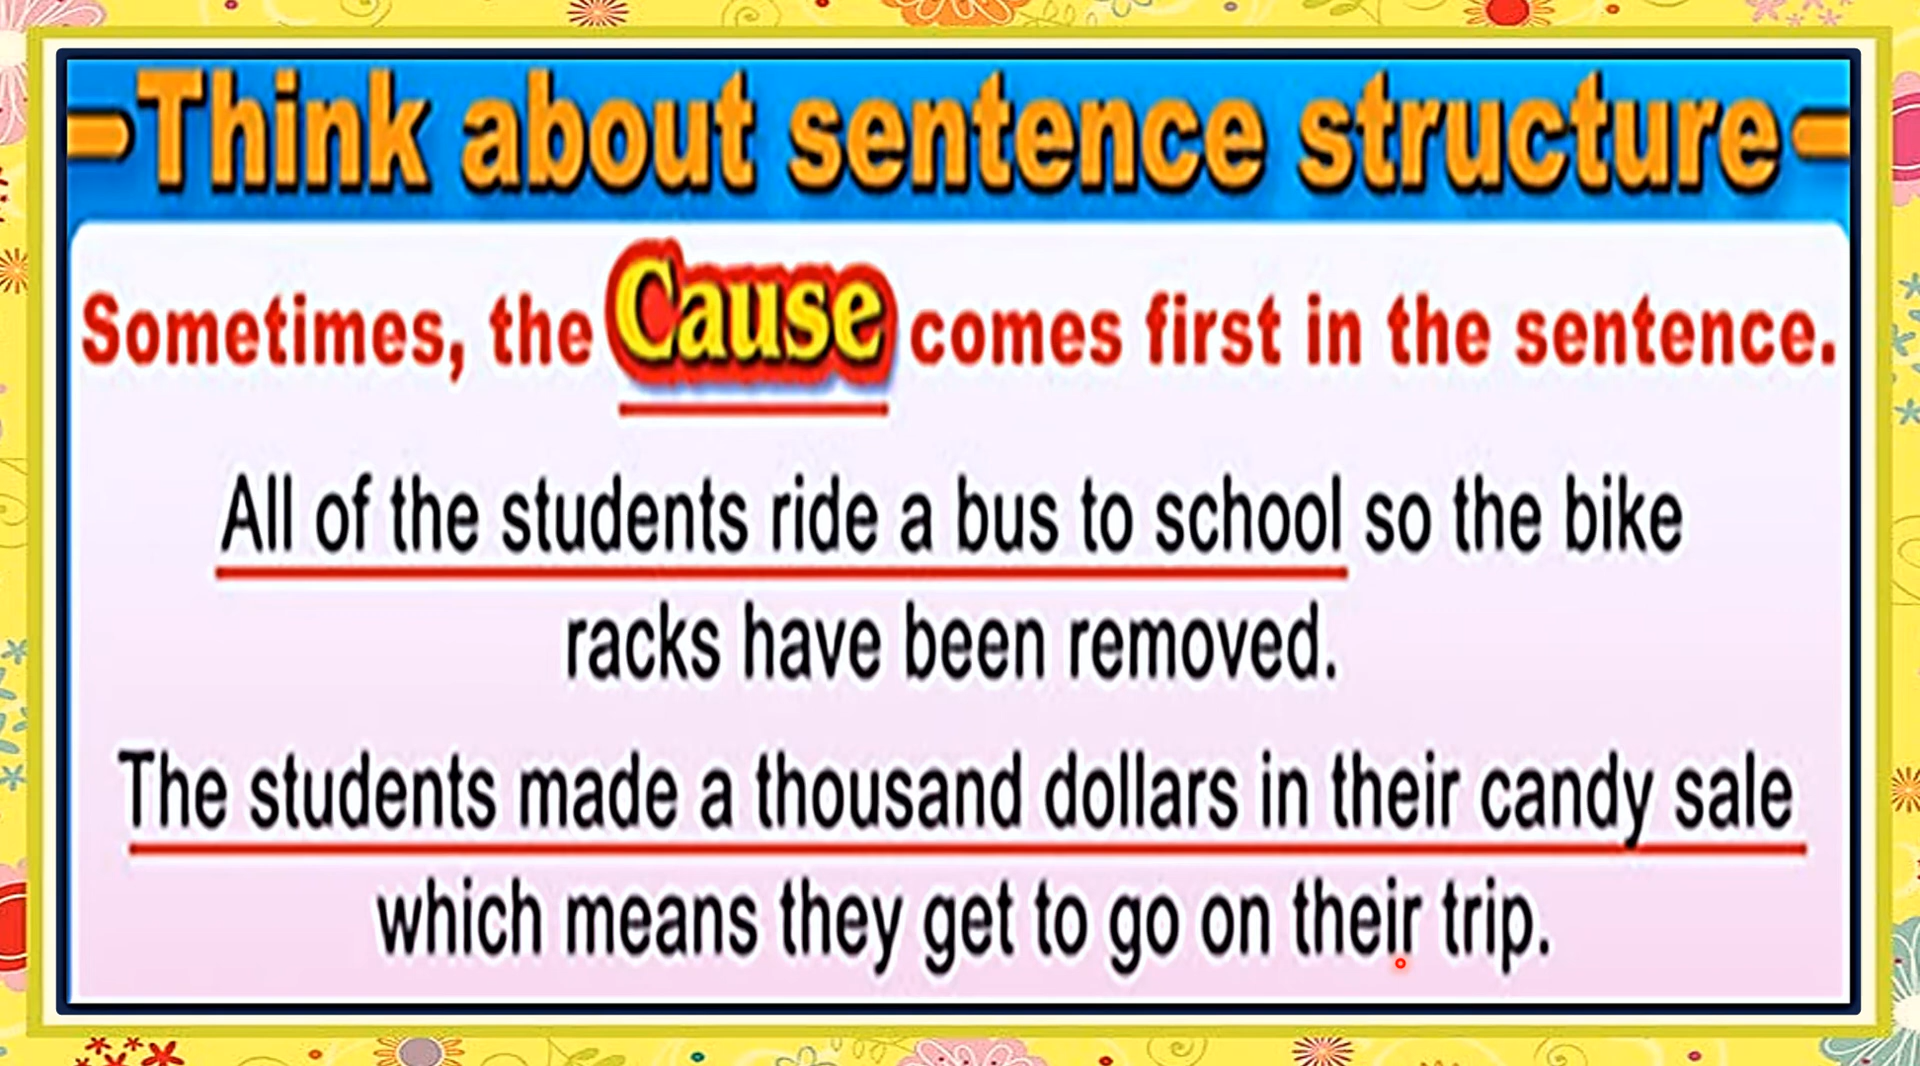 Think about sentence structure
Sometimes, the Cause comes first in the sentence.
All of the students ride a bus to school so the bike
racks have been removed.
The students made a thousand dollars in their candy sale
which means they get to go on their trip.